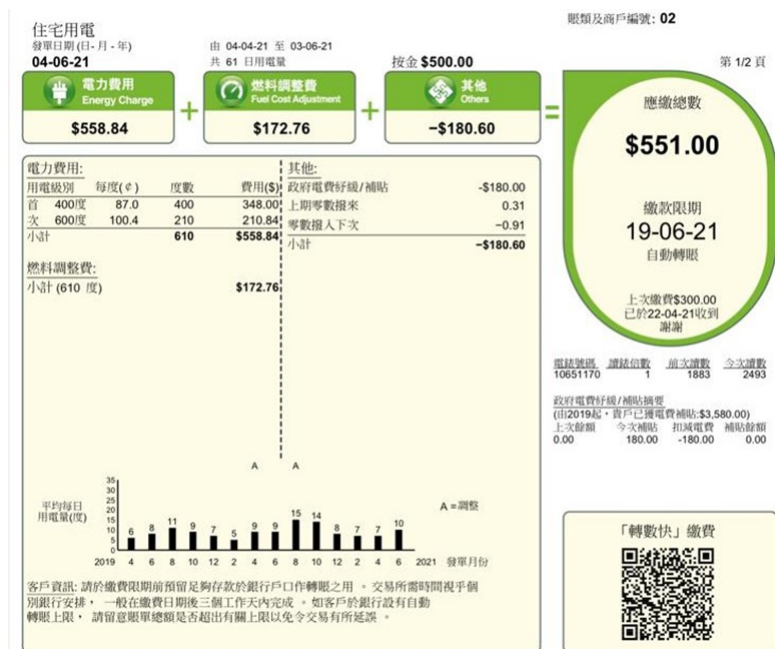 賬類及商戶編號: 02
住宅用電
發單日期 (日 - 月 - 年)
04-06-21
由 04-04-21 至 03-06-21
共 61 日用電量
按金 $500.00
第 1/2 頁
電力費用
Energy Charge
$558.84
+
燃料調整費
Fuel Cost Adjustment
$172.76
+
其他
Others
−$180.60
=
應繳總數
$551.00
繳款限期
19-06-21
自動轉賬
上次繳費$300.00
已於22-04-21收到
謝謝
電力費用:
用電級別 每度(¢) 度數 費用($)
首 400度 87.0 400 348.00
次 600度 100.4 210 210.84
小計 610 $558.84
燃料調整費:
小計 (610 度) $172.76
其他:
政府電費紓緩/補貼 -$180.00
上期零數撥來 0.31
零數撥入下次 −0.91
小計 −$180.60
電錶號碼 讀錶倍數 前次讀數 今次讀數
10651170 1 1883 2493
政府電費紓緩/補貼摘要
(由2019起，貴戶已獲電費補貼:$3,580.00)
上次餘額 今次補貼 扣減電費 補貼餘額
0.00 180.00 -180.00 0.00
A A
平均每日
用電量(度)
35
30
25
20
15
10
5
0
6 8 11 9 7 5 9 9 15 14 8 7 7 10
2019 4 6 8 10 12 2 4 6 8 10 12 2 4 6 2021 發單月份
A =調整
客戶資訊: 請於繳費限期前預留足夠存款於銀行戶口作轉賬之用 。 交易所需時間視乎個
別銀行安排， 一般在繳費日期後三個工作天內完成 。 如客戶於銀行設有自動
轉賬上限， 請留意賬單總額是否超出有關上限以免令交易有所延誤 。
「轉數快」繳費